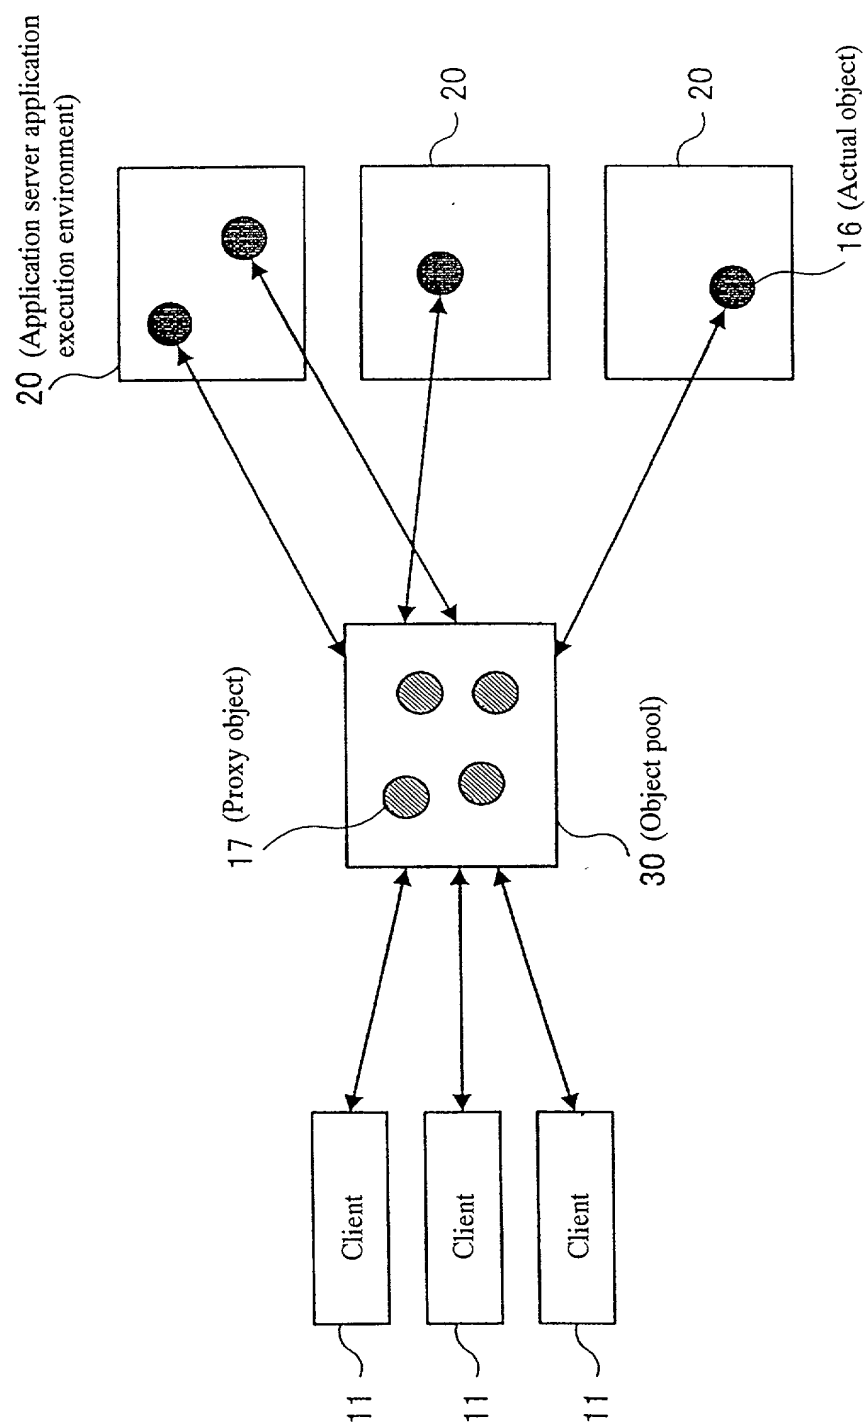 20 (Application server application
execution environment)
20
20
16 (Actual object)
17 (Proxy object)
30 (Object pool)
Client
Client
Client
11
11
11